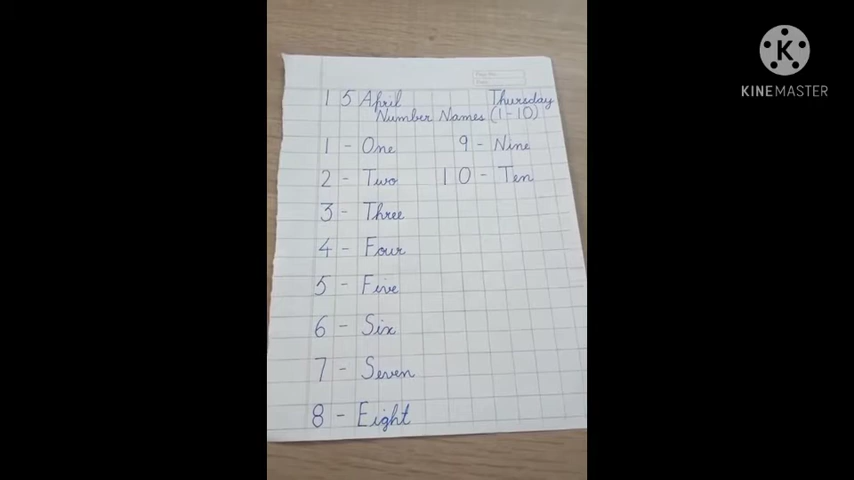 15 April Thursday
Number Names (1-10)
1 - One
2 - Two
3 - Three
4 - Four
5 - Five
6 - Six
7 - Seven
8 - Eight
9 - Nine
10 - Ten
KINEMASTER